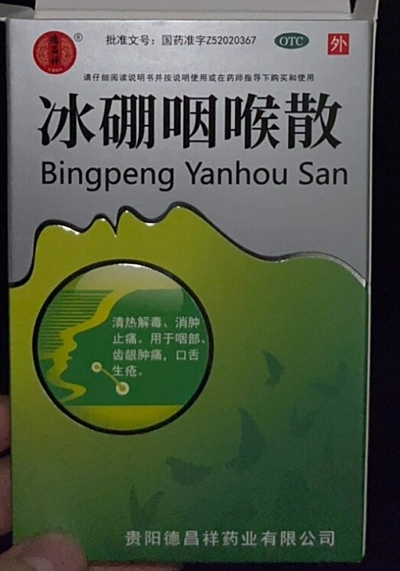 德昌祥
批准文号：国药准字Z52020367
OTC
外
请仔细阅读说明书并按说明使用或在药师指导下购买和使用
冰硼咽喉散
Bingpeng Yanhou San
清热解毒、消肿
止痛。用于咽部、
齿龈肿痛，口舌
生疮。
贵阳德昌祥药业有限公司